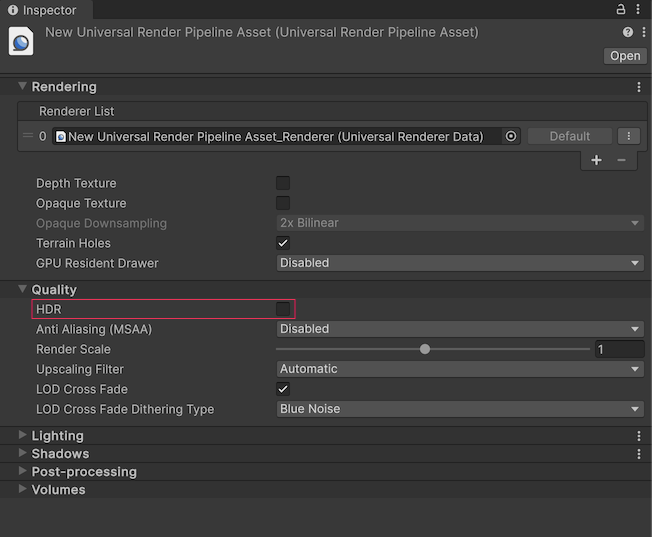 Inspector
New Universal Render Pipeline Asset (Universal Render Pipeline Asset)
Open
Rendering
Renderer List
0 New Universal Render Pipeline Asset_Renderer (Universal Renderer Data) Default
Depth Texture
Opaque Texture
Opaque Downsampling 2x Bilinear
Terrain Holes
GPU Resident Drawer Disabled
Quality
HDR
Anti Aliasing (MSAA) Disabled
Render Scale 1
Upscaling Filter Automatic
LOD Cross Fade
LOD Cross Fade Dithering Type Blue Noise
Lighting
Shadows
Post-processing
Volumes